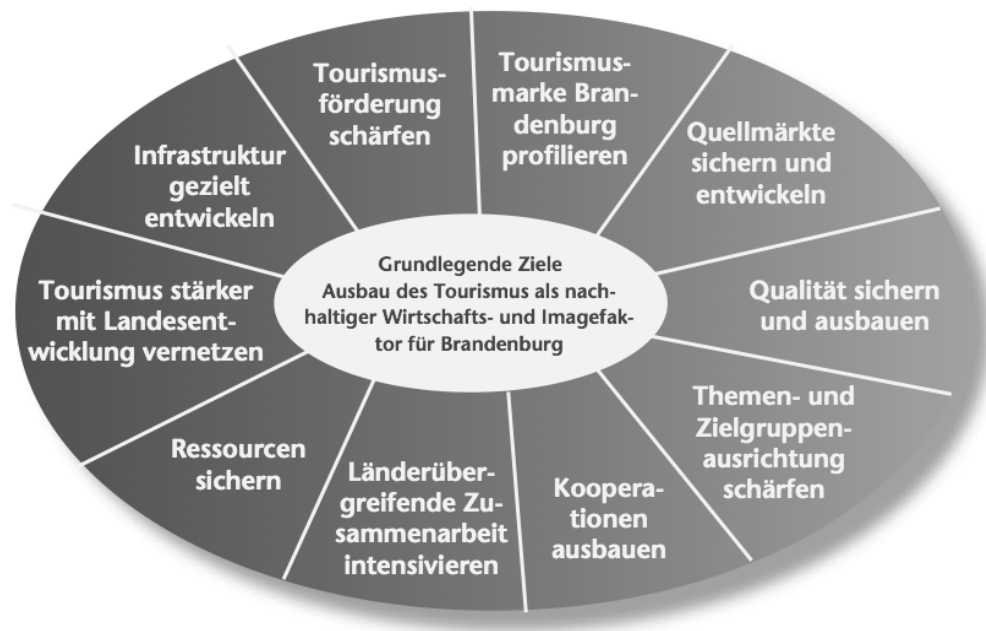 Tourismus-
förderung
schärfen
Tourismus-
marke Bran-
denburg
profilieren
Quellmärkte
sichern und
entwickeln
Qualität sichern
und ausbauen
Themen- und
Zielgruppen-
ausrichtung
schärfen
Koopera-
tionen
ausbauen
Länderüber-
greifende Zu-
sammenarbeit
intensivieren
Ressourcen
sichern
Tourismus stärker
mit Landesent-
wicklung vernetzen
Infrastruktur
gezielt
entwickeln
Grundlegende Ziele
Ausbau des Tourismus als nach-
haltiger Wirtschafts- und Imagefak-
tor für Brandenburg